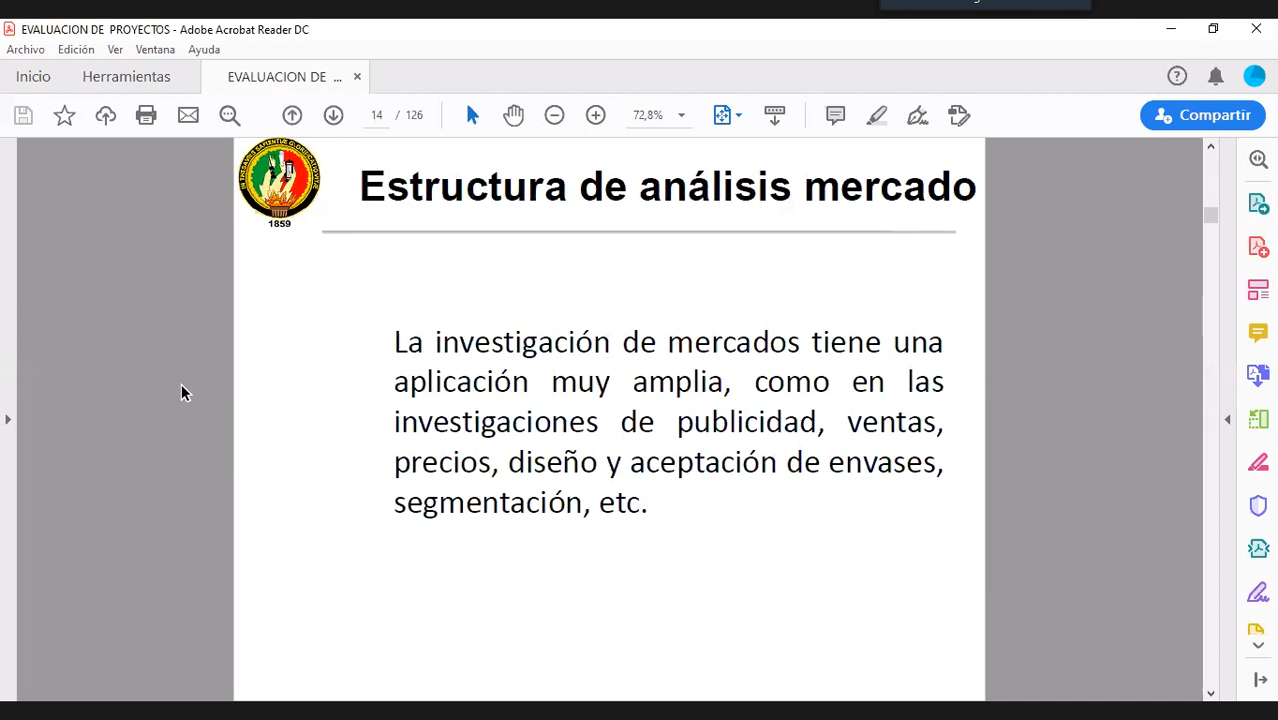 EVALUACION DE PROYECTOS - Adobe Acrobat Reader DC
Archivo Edición Ver Ventana Ayuda
Inicio Herramientas EVALUACION DE ... ×
14 / 126 72,8% Compartir
Estructura de análisis mercado
1859
La investigación de mercados tiene una
aplicación muy amplia, como en las
investigaciones de publicidad, ventas,
precios, diseño y aceptación de envases,
segmentación, etc.